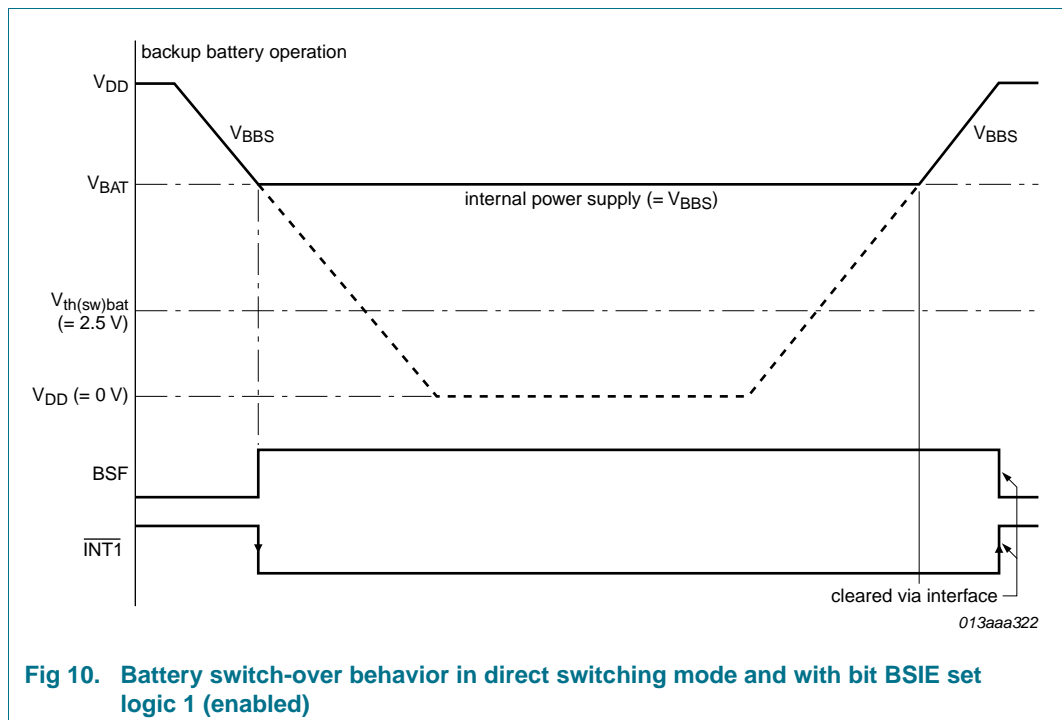 backup battery operation
VDD
VBBS
VBBS
VBAT
internal power supply (= VBBS)
Vth(sw)bat
(= 2.5 V)
VDD (= 0 V)
BSF
INT1
cleared via interface
013aaa322
Fig 10. Battery switch-over behavior in direct switching mode and with bit BSIE set
logic 1 (enabled)